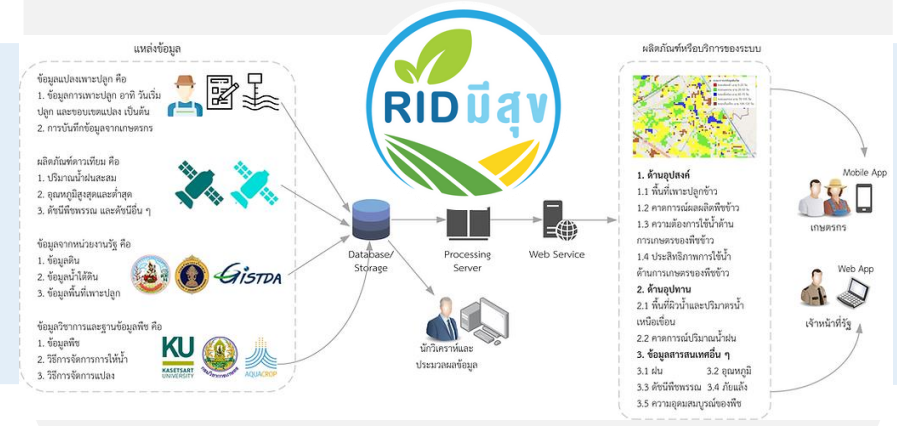 แหล่งข้อมูล
ข้อมูลแปลงเพาะปลูก คือ
1. ข้อมูลการเพาะปลูก อาทิ วันเริ่ม
ปลูก และขอบเขตแปลง เป็นต้น
2. การบันทึกข้อมูลจากเกษตรกร
ผลิตภัณฑ์ดาวเทียม คือ
1. ปริมาณน้ำฝนสะสม
2. อุณหภูมิสูงสุดและต่ำสุด
3. ดัชนีพืชพรรณ และดัชนีอื่น ๆ
ข้อมูลจากหน่วยงานรัฐ คือ
1. ข้อมูลดิน
2. ข้อมูลน้ำใต้ดิน
3. ข้อมูลพื้นที่เพาะปลูก
GISTDA
ข้อมูลวิชาการและฐานข้อมูลพืช คือ
1. ข้อมูลพืช
2. วิธีการจัดการการให้น้ำ
3. วิธีการจัดการแปลง
KU
KASETSART
UNIVERSITY
AQUACROP
RID มีสุข
Database/
Storage
Processing
Server
Web Service
นักวิเคราะห์และ
ประมวลผลข้อมูล
ผลิตภัณฑ์หรือบริการของระบบ
1. ด้านอุปสงค์
1.1 พื้นที่เพาะปลูกข้าว
1.2 คาดการณ์ผลผลิตพืชข้าว
1.3 ความต้องการใช้น้ำด้าน
การเกษตรของพืชข้าว
1.4 ประสิทธิภาพการใช้น้ำ
ด้านการเกษตรของพืชข้าว
2. ด้านอุปทาน
2.1 พื้นที่ผิวน้ำและปริมาตรน้ำ
เหนือเขื่อน
2.2 คาดการณ์ปริมาณน้ำฝน
3. ข้อมูลสารสนเทศอื่น ๆ
3.1 ฝน 3.2 อุณหภูมิ
3.3 ดัชนีพืชพรรณ 3.4 ภัยแล้ง
3.5 ความอุดมสมบูรณ์ของพืช
Mobile App
เกษตรกร
Web App
เจ้าหน้าที่รัฐ